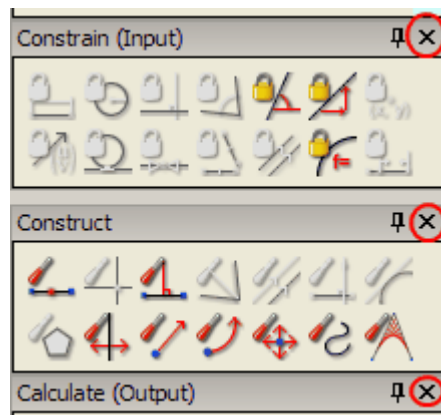 Constrain (Input)
(x,y)
f=
Construct
Calculate (Output)